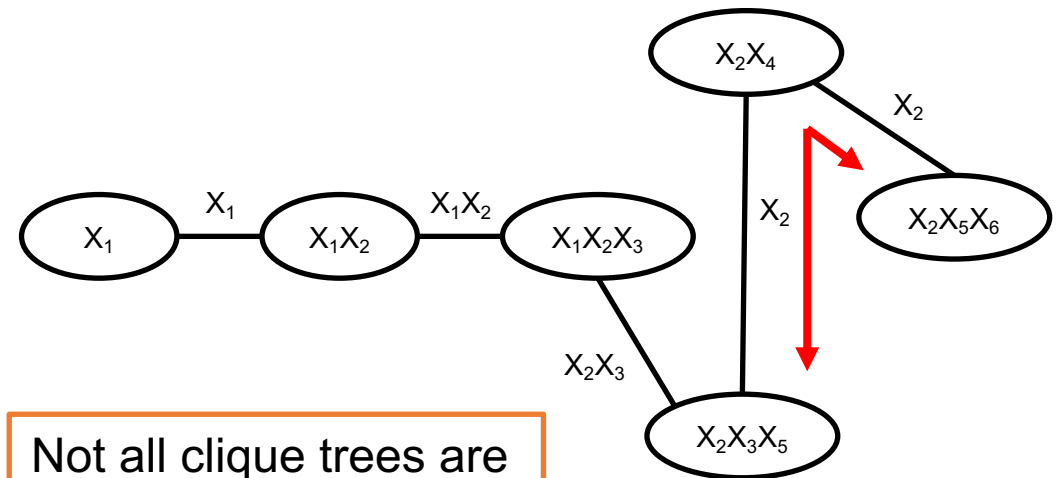 X₂X₄
X₂
X₁
X₁X₂
X₂
X₂X₅X₆
X₁
X₁X₂
X₁X₂X₃
X₂X₃
X₂X₃X₅
Not all clique trees are